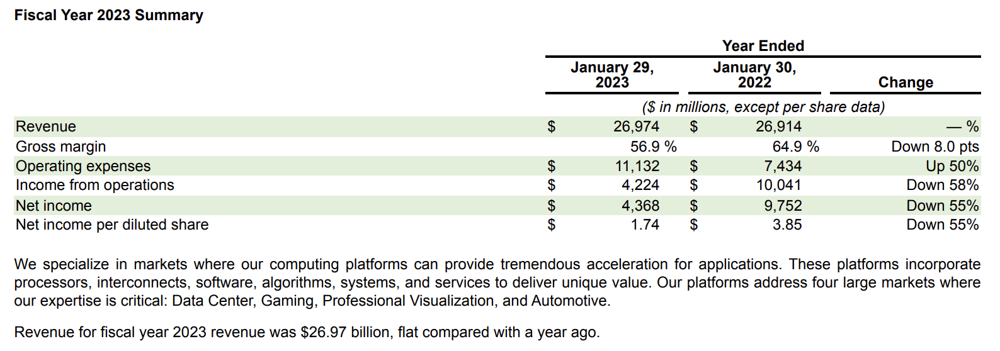 Fiscal Year 2023 Summary
Year Ended
January 29, 2023 January 30, 2022 Change
($ in millions, except per share data)
Revenue $ 26,974 $ 26,914 — %
Gross margin 56.9 % 64.9 % Down 8.0 pts
Operating expenses $ 11,132 $ 7,434 Up 50%
Income from operations $ 4,224 $ 10,041 Down 58%
Net income $ 4,368 $ 9,752 Down 55%
Net income per diluted share $ 1.74 $ 3.85 Down 55%
We specialize in markets where our computing platforms can provide tremendous acceleration for applications. These platforms incorporate
processors, interconnects, software, algorithms, systems, and services to deliver unique value. Our platforms address four large markets where
our expertise is critical: Data Center, Gaming, Professional Visualization, and Automotive.
Revenue for fiscal year 2023 revenue was $26.97 billion, flat compared with a year ago.